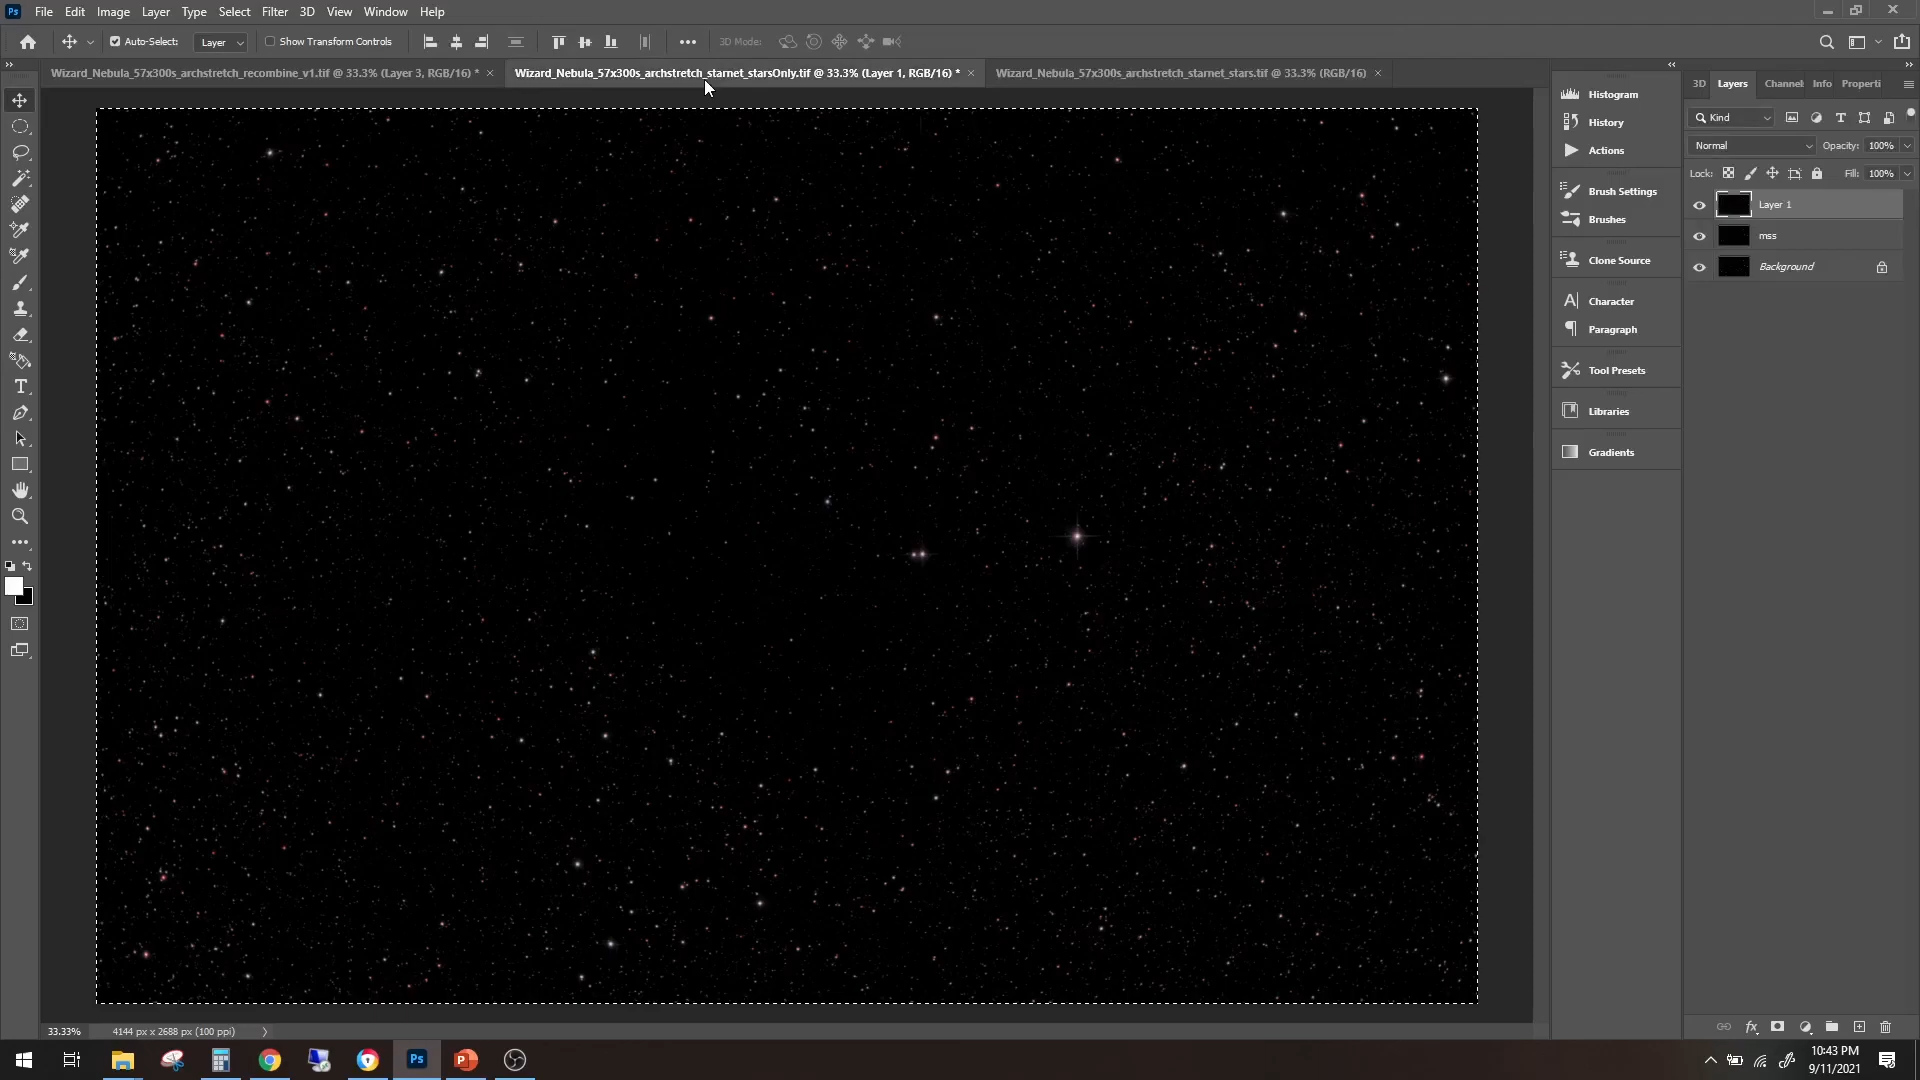 Ps File Edit Image Layer Type Select Filter 3D View Window Help
Auto-Select: Layer Show Transform Controls 3D Mode:
Wizard_Nebula_57x300s_archstretch_recombine_v1.tif @ 33.3% (Layer 3, RGB/16) * Wizard_Nebula_57x300s_archstretch_starnet_starsOnly.tif @ 33.3% (Layer 1, RGB/16) * Wizard_Nebula_57x300s_archstretch_starnet_stars.tif @ 33.3% (RGB/16)
Histogram
History
Actions
Brush Settings
Brushes
Clone Source
Character
Paragraph
Tool Presets
Libraries
Gradients
3D Layers Channel Info Properti
Kind
Normal Opacity: 100%
Lock: Fill: 100%
Layer 1
mss
Background
33.33% 4144 px x 2688 px (100 ppi)
Ps
10:43 PM
9/11/2021